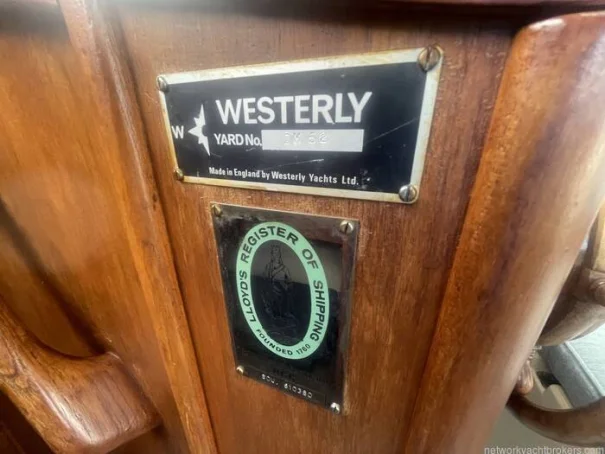 W WESTERLY
YARD No.
Made in England by Westerly Yachts Ltd.
LLOYD'S REGISTER OF SHIPPING
FOUNDED 1760
networkyachtbrokers.com